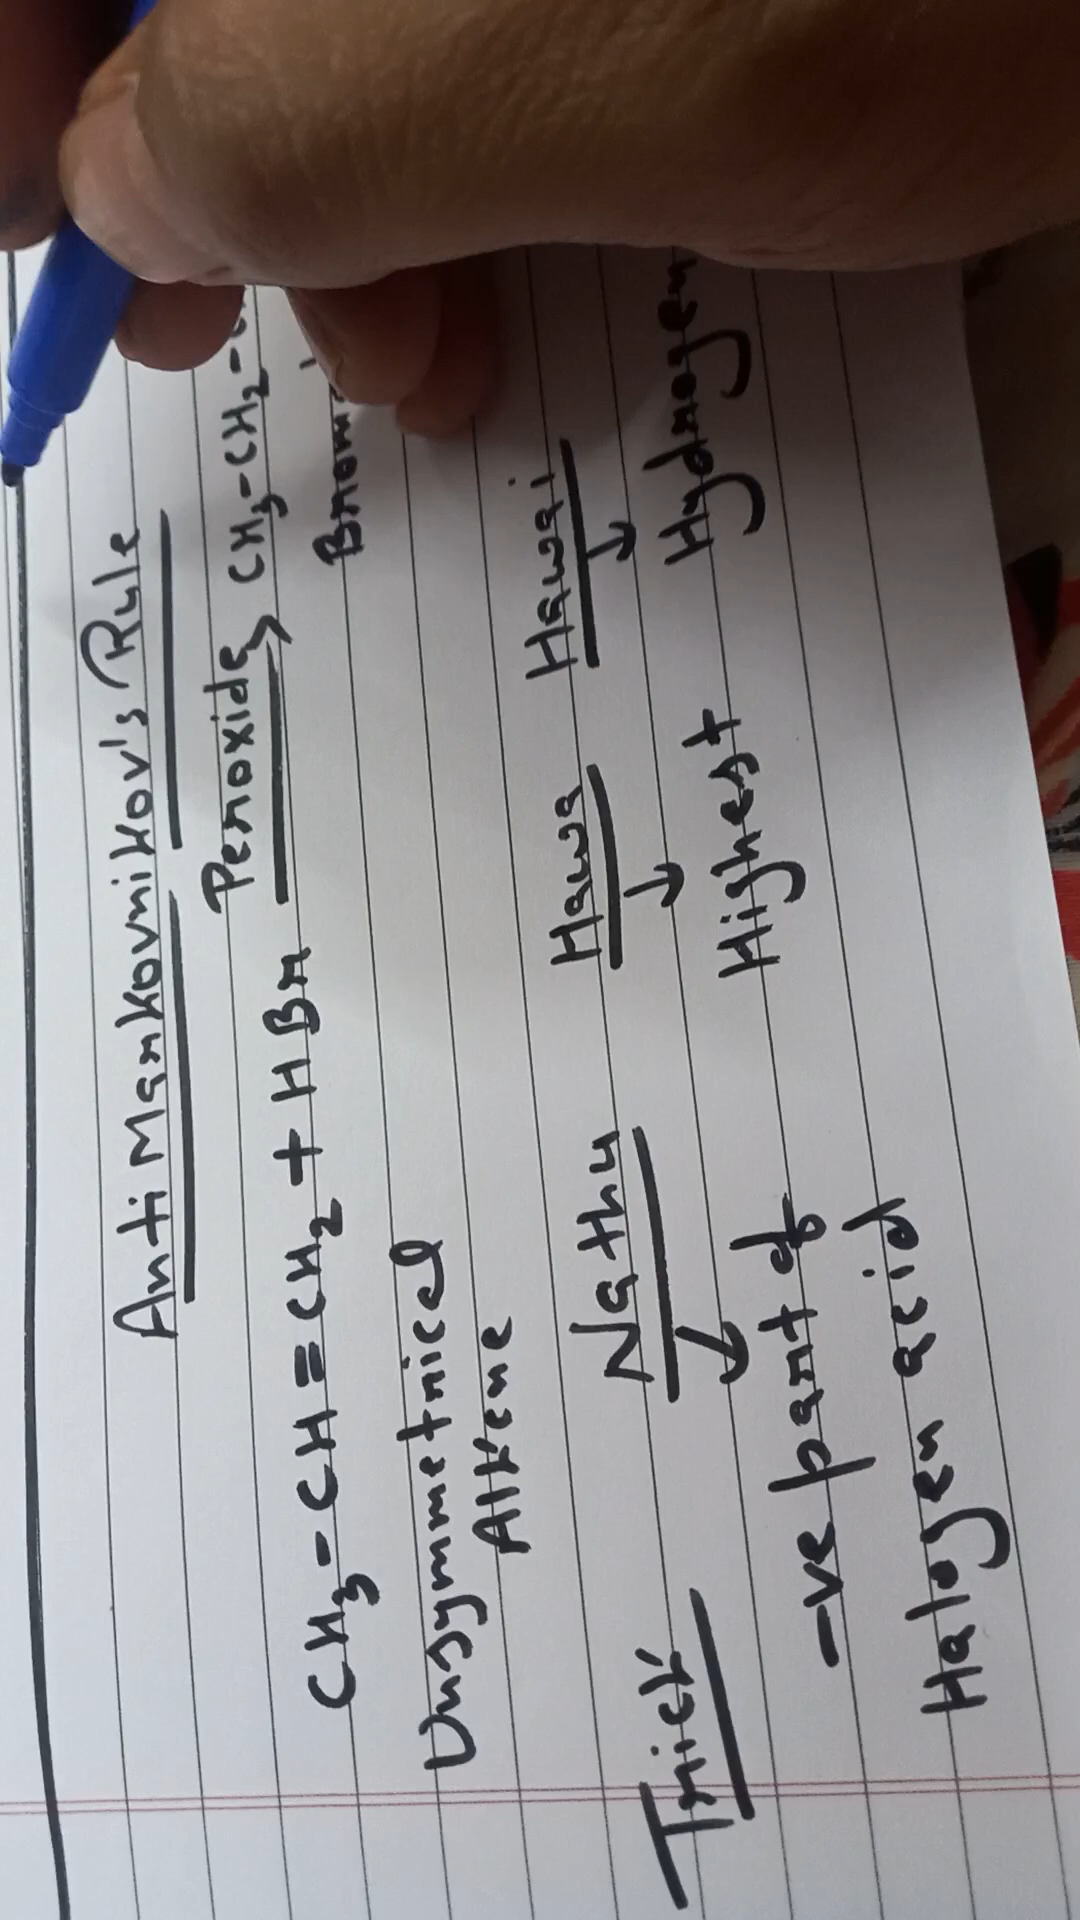 Anti Markovnikov's Rule
Peroxide
CH3-CH=CH2 + HBr → CH3-CH2-
Unsymmetrical
Alkene
Trick Nathu Hawa Hawai
-ve part of Highest Hydrogen
Halogen acid